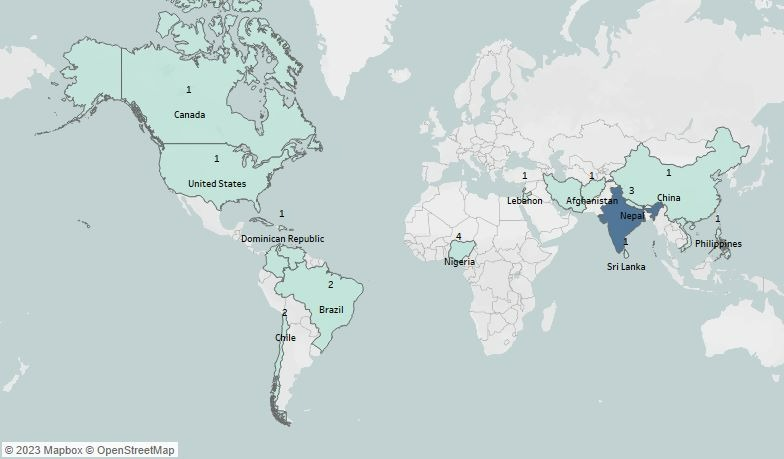 1
Canada
1
United States
1
Dominican Republic
2
Brazil
2
Chile
4
Nigeria
1
Lebanon
1
Afghanistan
3
Nepal
1
China
1
Sri Lanka
1
Philippines
© 2023 Mapbox © OpenStreetMap